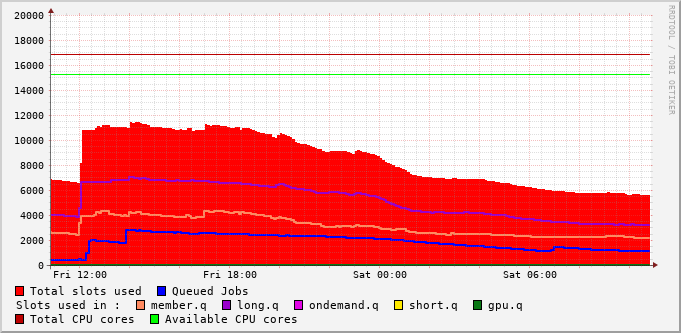 20000
18000
16000
14000
12000
10000
8000
6000
4000
2000
0
Fri 12:00 Fri 18:00 Sat 00:00 Sat 06:00
RRDTOOL / TOBI OETIKER
Total slots used Queued Jobs
Slots used in : member.q long.q ondemand.q short.q gpu.q
Total CPU cores Available CPU cores